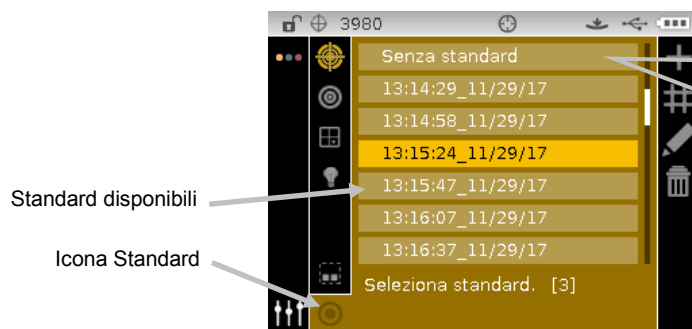 3980
Senza standard
13:14:29_11/29/17
13:14:58_11/29/17
13:15:24_11/29/17
13:15:47_11/29/17
13:16:07_11/29/17
13:16:37_11/29/17
Seleziona standard. [3]
Standard disponibili
Icona Standard